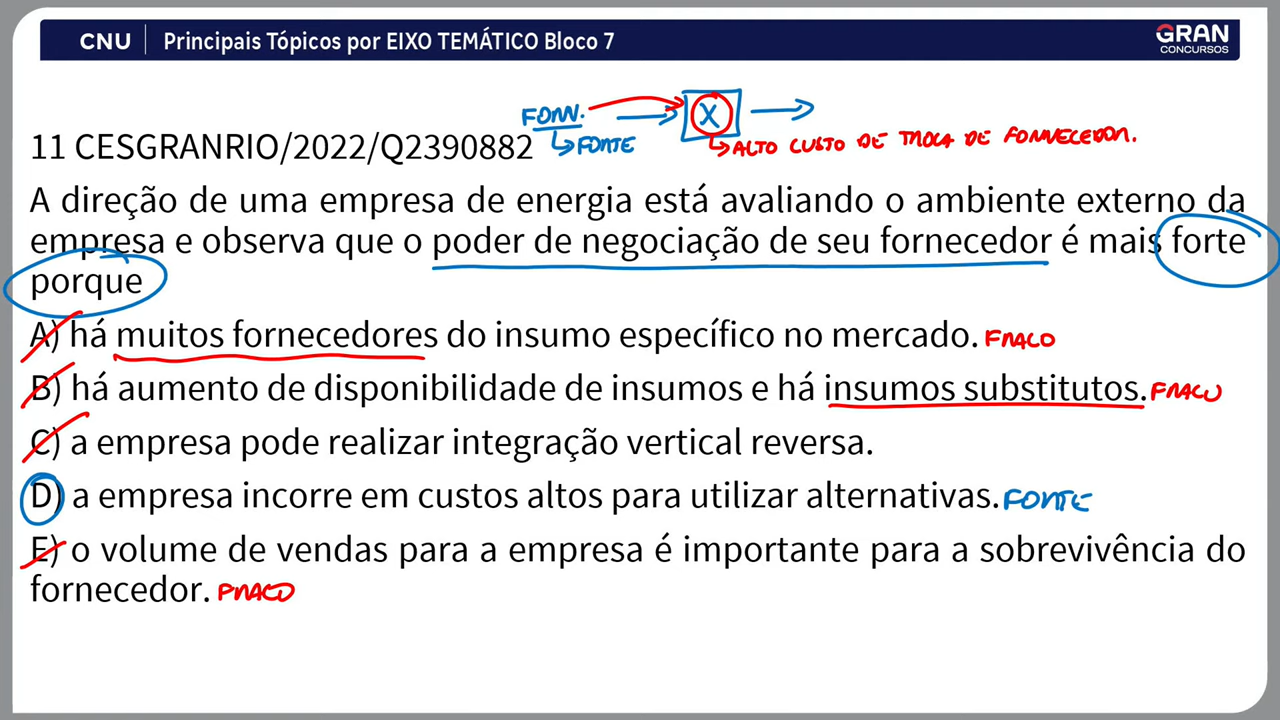 CNU | Principais Tópicos por EIXO TEMÁTICO Bloco 7
GRAN
CONCURSOS
FORN.
X
FORTE
ALTO CUSTO DE TROCA DE FORNECEDOR.
11 CESGRANRIO/2022/Q2390882
A direção de uma empresa de energia está avaliando o ambiente externo da
empresa e observa que o poder de negociação de seu fornecedor é mais forte
porque
A) há muitos fornecedores do insumo específico no mercado. FRACO
B) há aumento de disponibilidade de insumos e há insumos substitutos. FRACO
C) a empresa pode realizar integração vertical reversa.
D) a empresa incorre em custos altos para utilizar alternativas. FORTE
E) o volume de vendas para a empresa é importante para a sobrevivência do
fornecedor. FRACO